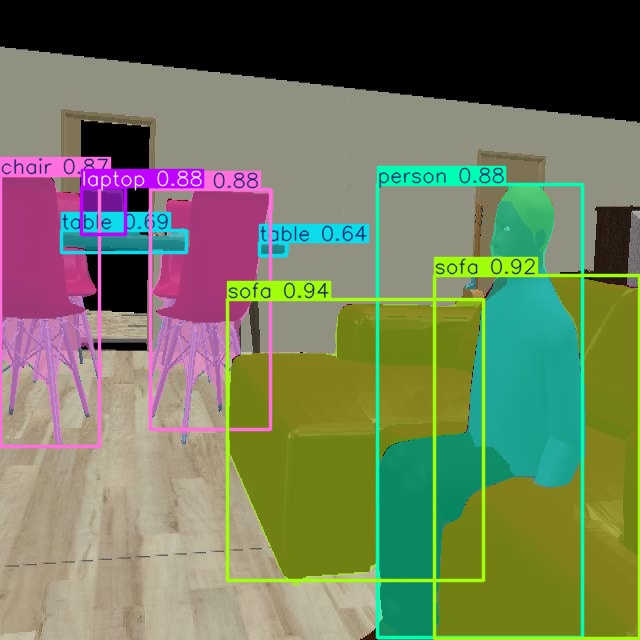 chair 0.87
laptop 0.88
0.88
person 0.88
table 0.69
table 0.64
sofa 0.92
sofa 0.94